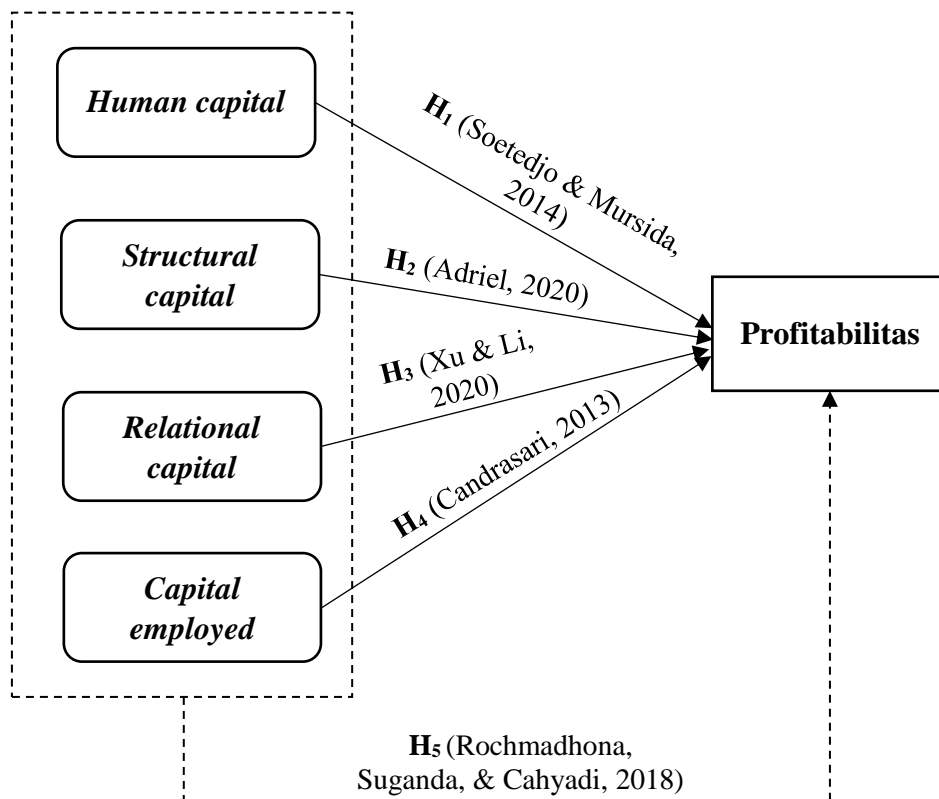 Human capital
H₁ (Soetedjo & Mursida,
2014)
Structural
capital
H₂ (Adriel, 2020)
Profitabilitas
H₃ (Xu & Li,
2020)
Relational
capital
H₄ (Candrasari, 2013)
Capital
employed
H₅ (Rochmadhona,
Suganda, & Cahyadi, 2018)